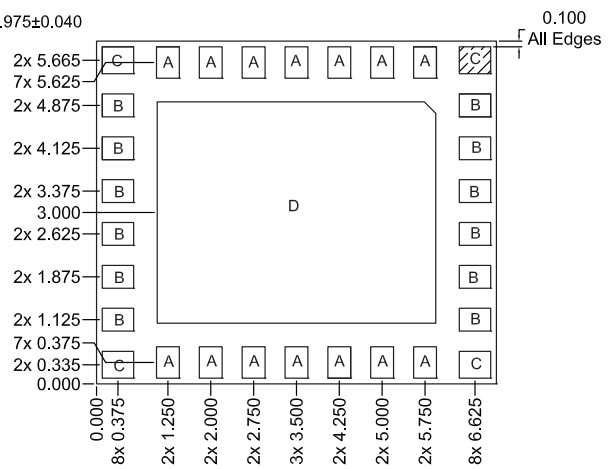 .975±0.040
0.100
All Edges
2x 5.665
C A A A A A A A C
7x 5.625
2x 4.875
B B
2x 4.125
B B
2x 3.375
B B
3.000
D
2x 2.625
B B
2x 1.875
B B
2x 1.125
B B
7x 0.375
2x 0.335
C A A A A A A A C
0.000
0.000
8x 0.375
2x 1.250
2x 2.000
2x 2.750
3x 3.500
2x 4.250
2x 5.000
2x 5.750
8x 6.625